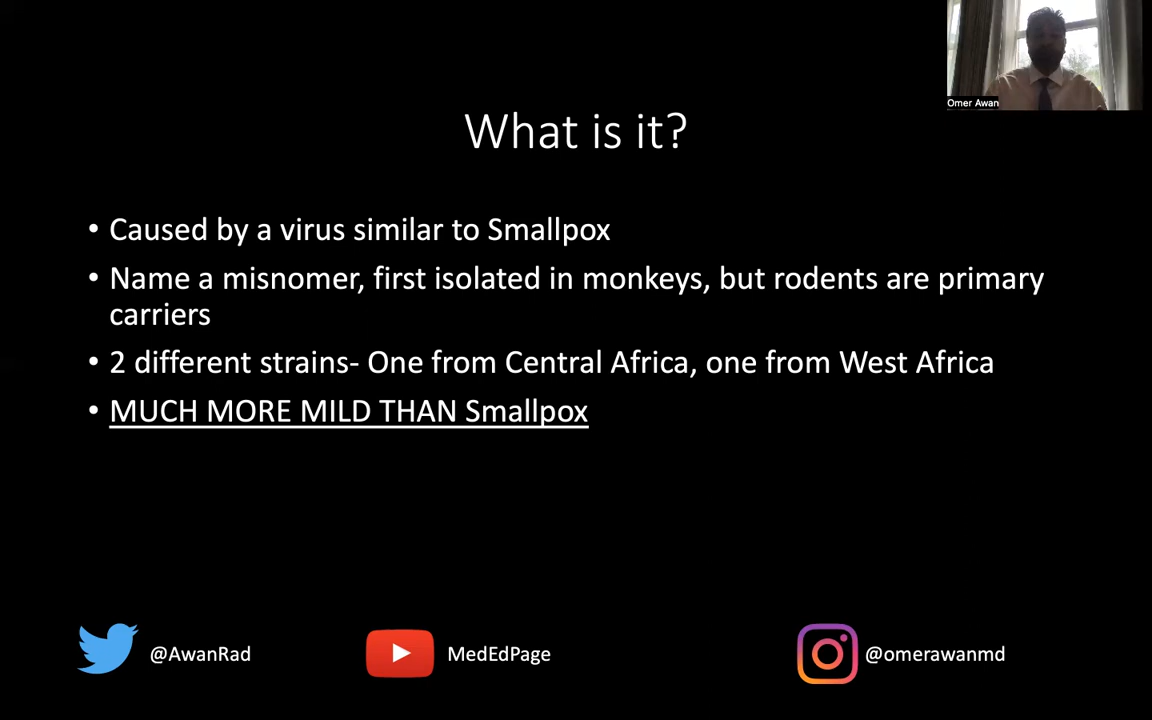 Omer Awan
What is it?
• Caused by a virus similar to Smallpox
• Name a misnomer, first isolated in monkeys, but rodents are primary
carriers
• 2 different strains- One from Central Africa, one from West Africa
• MUCH MORE MILD THAN Smallpox
@AwanRad
MedEdPage
@omerawanmd